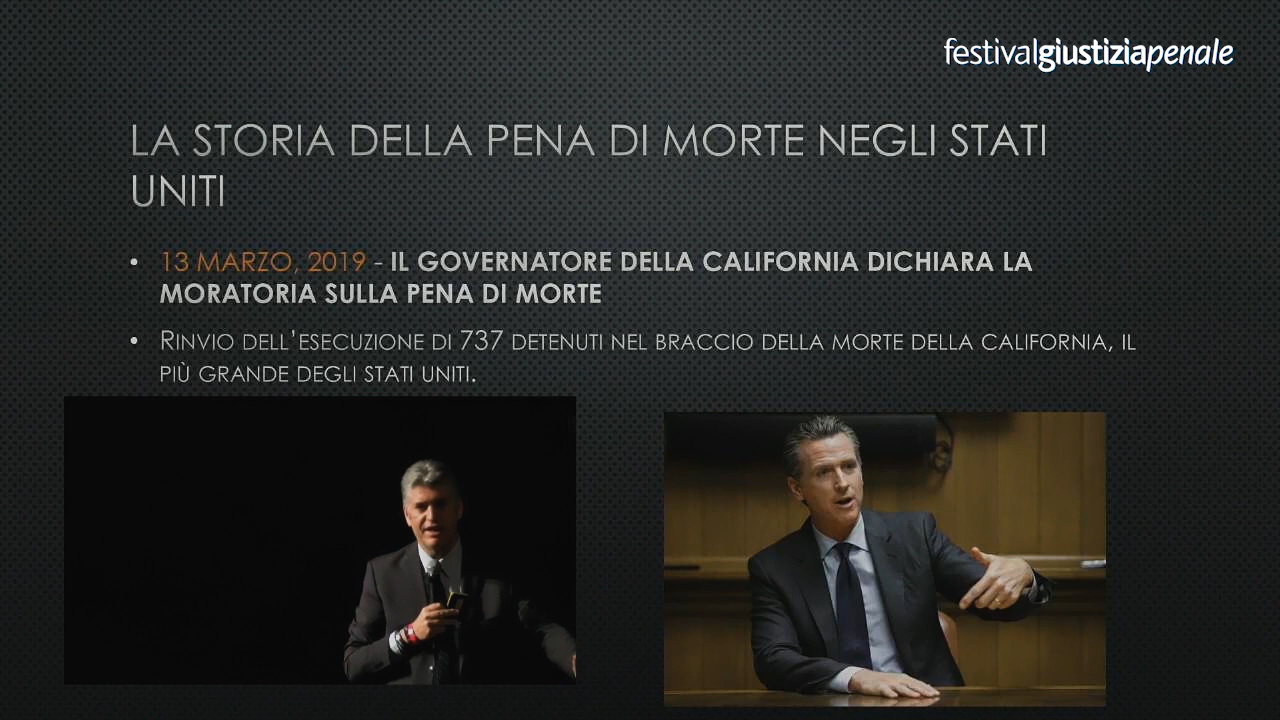 festivalgiustiziapenale
LA STORIA DELLA PENA DI MORTE NEGLI STATI
UNITI
• 13 MARZO, 2019 - IL GOVERNATORE DELLA CALIFORNIA DICHIARA LA
MORATORIA SULLA PENA DI MORTE
• RINVIO DELL'ESECUZIONE DI 737 DETENUTI NEL BRACCIO DELLA MORTE DELLA CALIFORNIA, IL
PIÙ GRANDE DEGLI STATI UNITI.